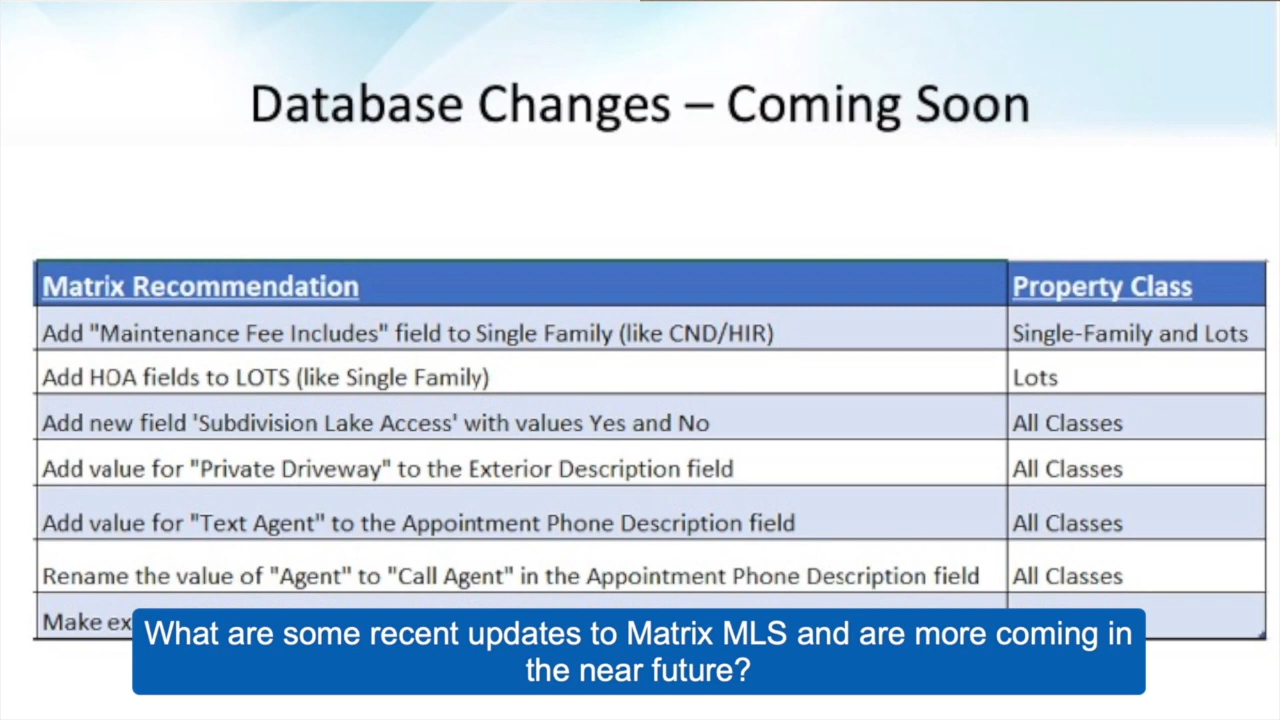 Database Changes – Coming Soon
Matrix Recommendation Property Class
Add "Maintenance Fee Includes" field to Single Family (like CND/HIR) Single-Family and Lots
Add HOA fields to LOTS (like Single Family) Lots
Add new field 'Subdivision Lake Access' with values Yes and No All Classes
Add value for "Private Driveway" to the Exterior Description field All Classes
Add value for "Text Agent" to the Appointment Phone Description field All Classes
Rename the value of "Agent" to "Call Agent" in the Appointment Phone Description field All Classes
Make
What are some recent updates to Matrix MLS and are more coming in
the near future?